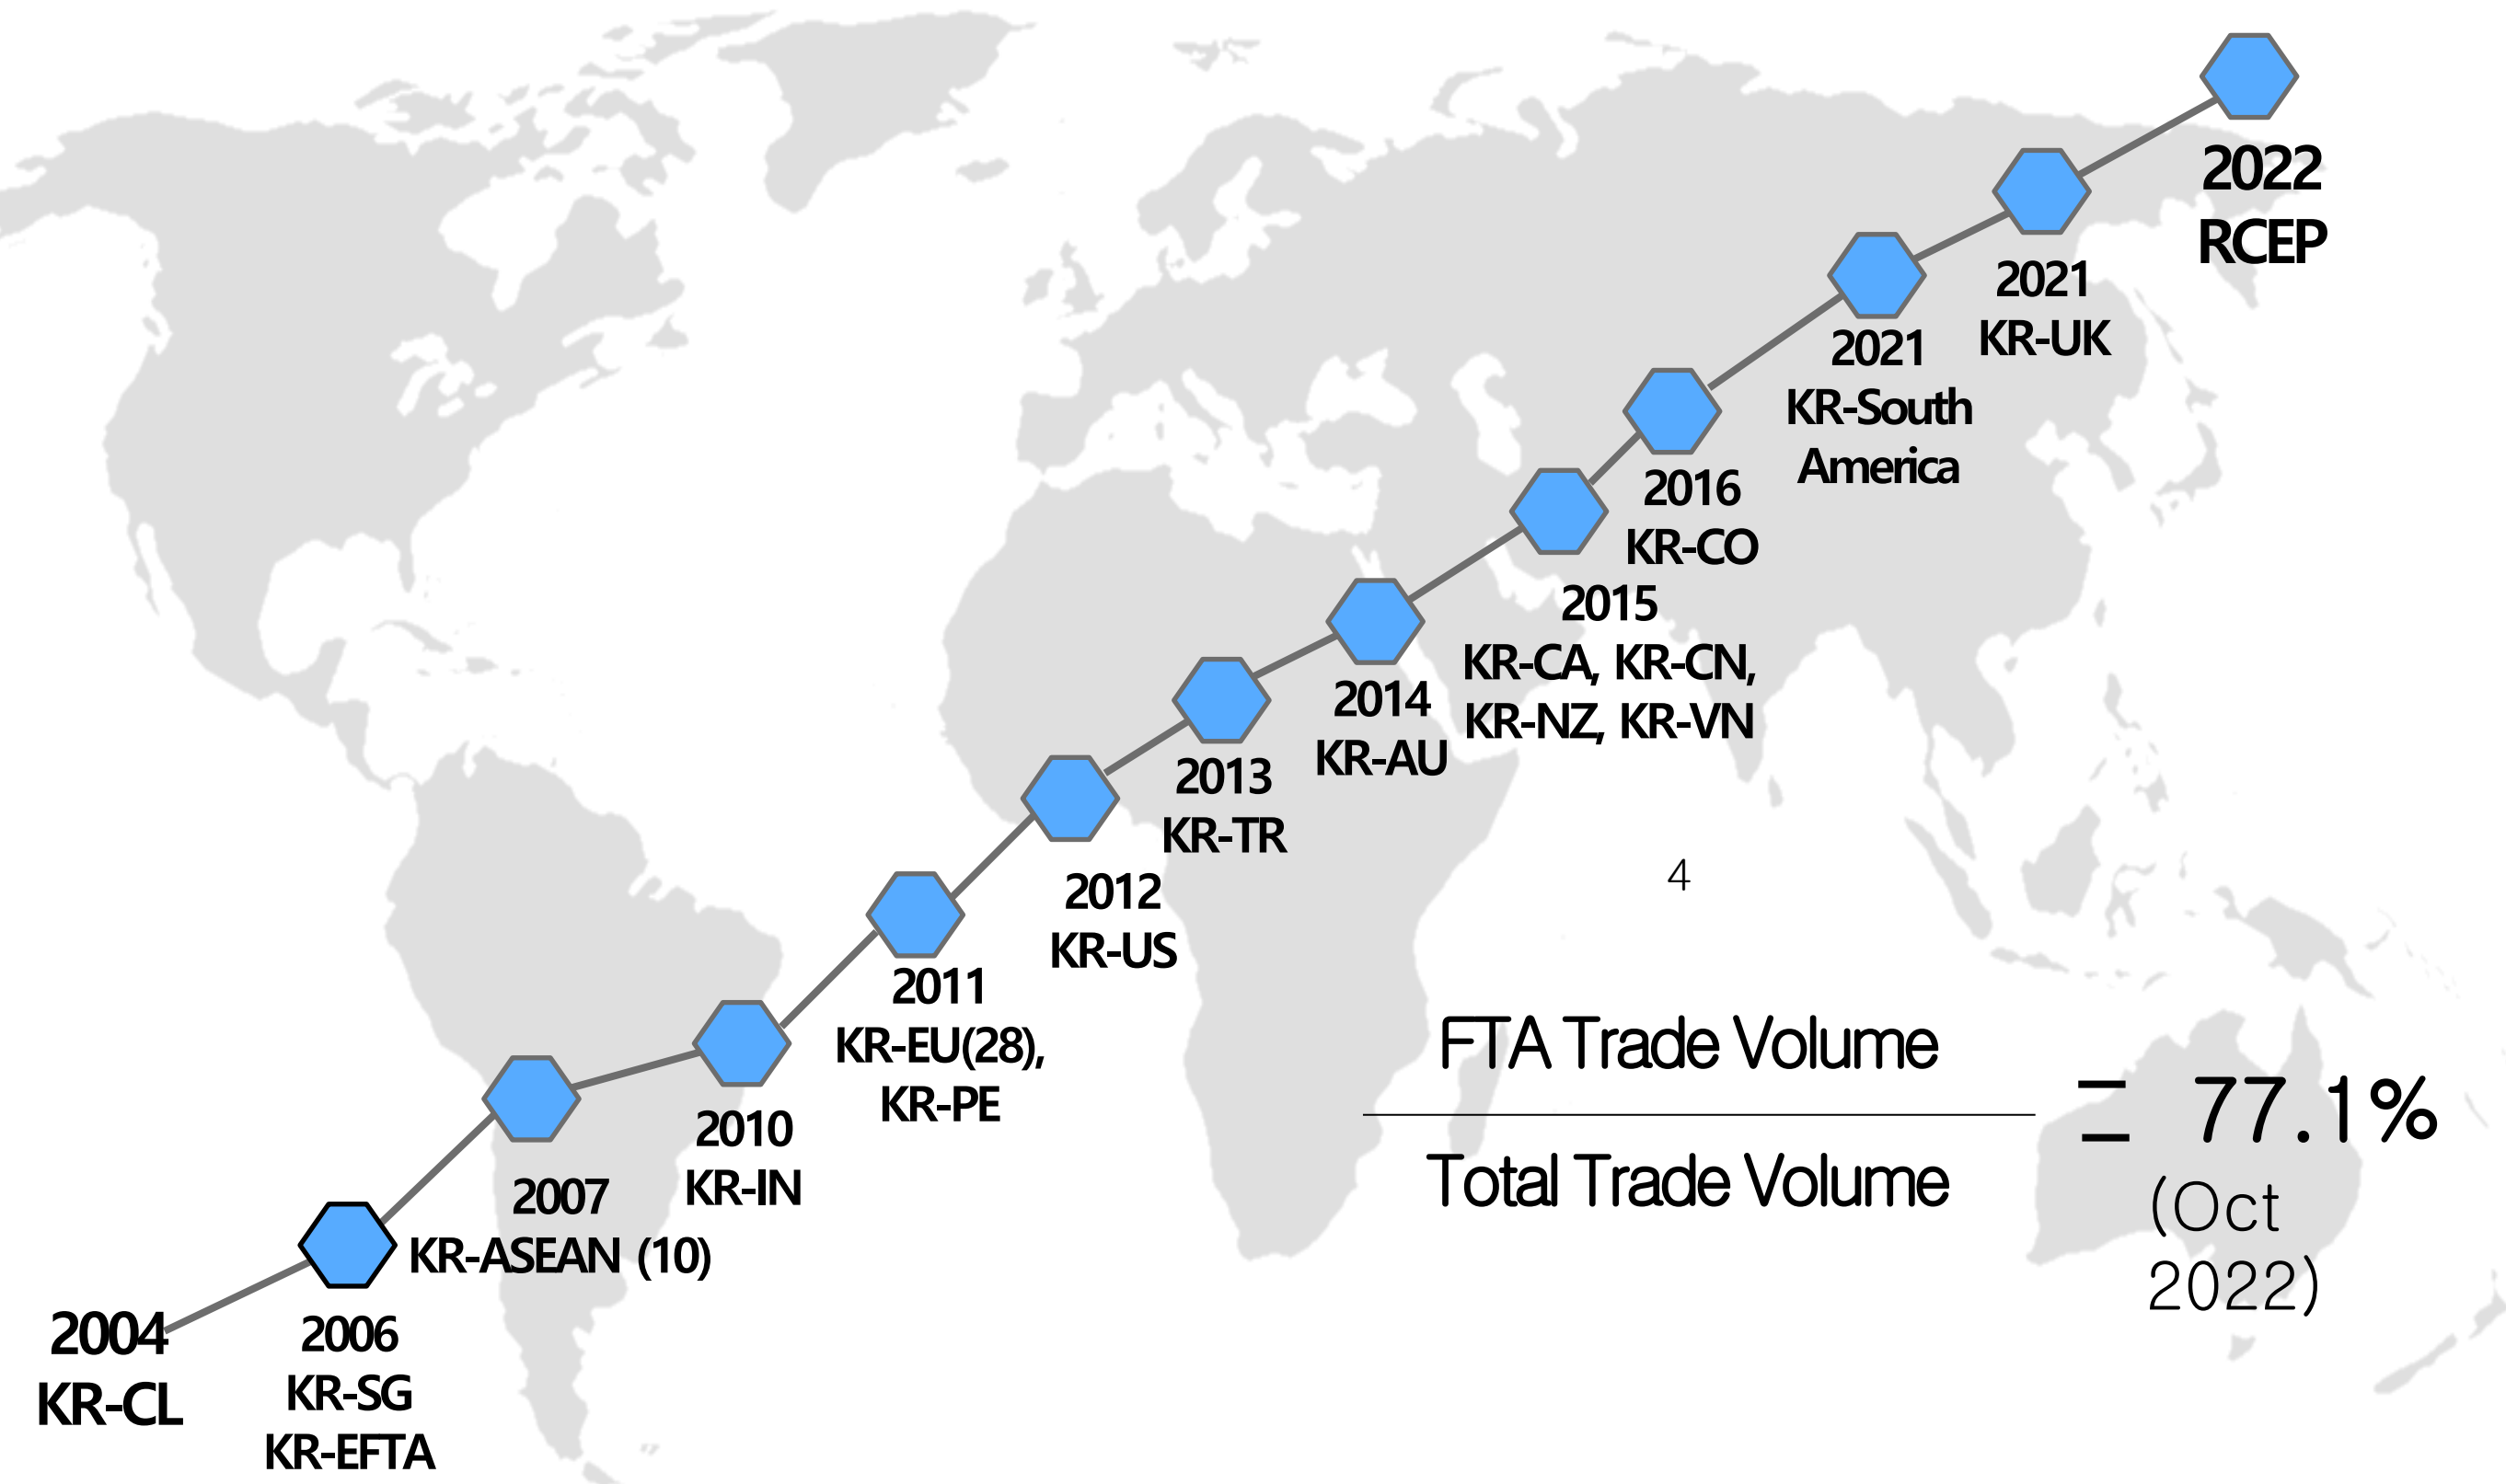 2004
KR-CL
2006
KR-SG
KR-EFTA
2007
KR-ASEAN (10)
2010
KR-IN
2011
KR-EU(28),
KR-PE
2012
KR-US
2013
KR-TR
2014
KR-AU
2015
KR-CA, KR-CN,
KR-NZ, KR-VN
2016
KR-CO
2021
KR-South
America
2021
KR-UK
2022
RCEP
4
FTA Trade Volume
Total Trade Volume
= 77.1%
(Oct
2022)